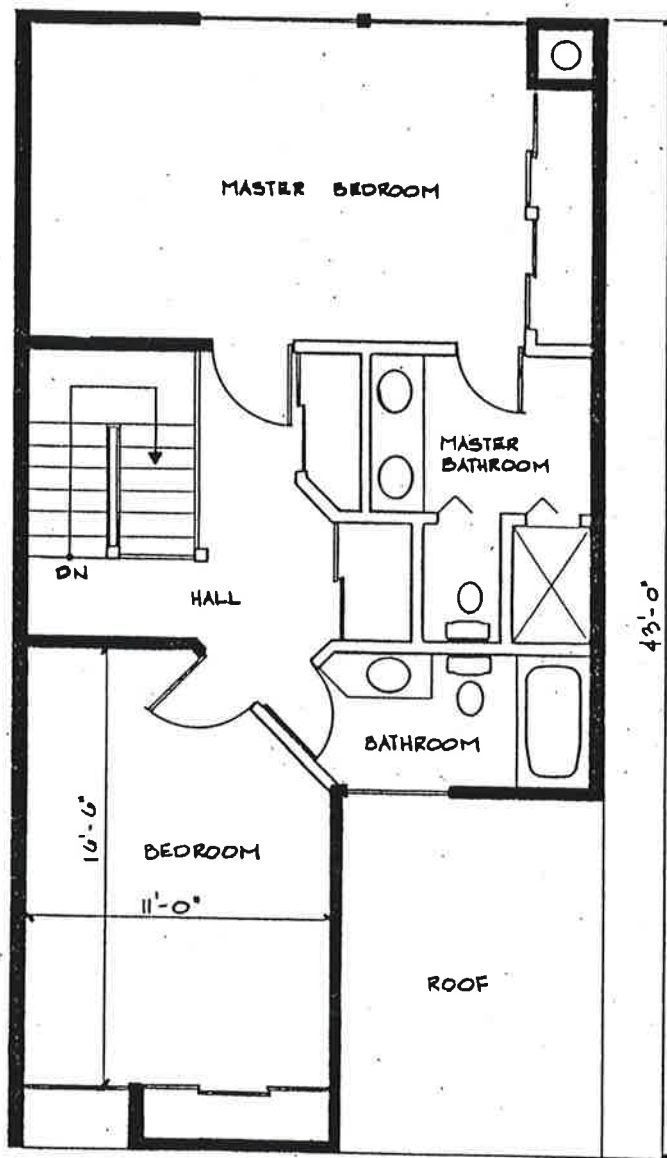 MASTER BEDROOM
MASTER
BATHROOM
DN
HALL
43'-0"
BATHROOM
16'-6"
BEDROOM
11'-0"
ROOF